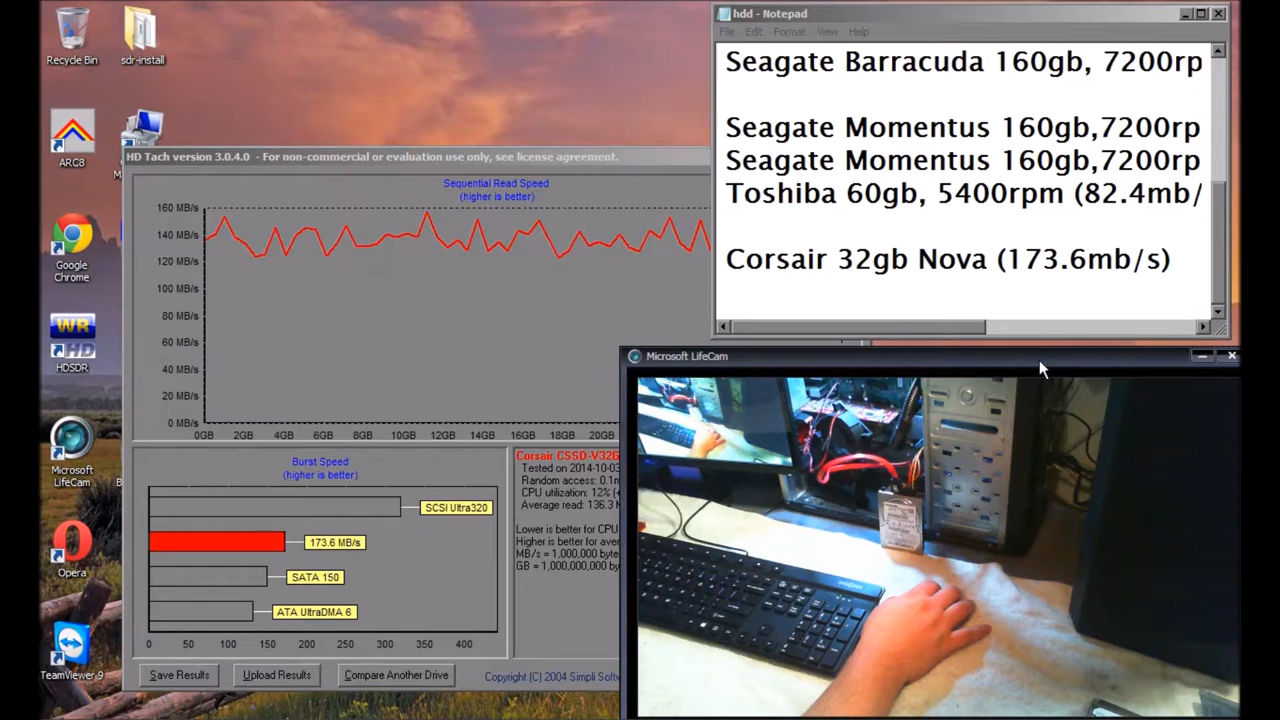 Recycle Bin
sdr-install
ARC8
Google
Chrome
HDSDR
Microsoft
LifeCam
Opera
TeamViewer 9
hdd - Notepad
File Edit Format View Help
Seagate Barracuda 160gb, 7200rp
Seagate Momentus 160gb,7200rp
Seagate Momentus 160gb,7200rp
Toshiba 60gb, 5400rpm (82.4mb/
Corsair 32gb Nova (173.6mb/s)
HD Tach version 3.0.4.0 - For non-commercial or evaluation use only, see license agreement.
Sequential Read Speed
(higher is better)
160 MB/s
140 MB/s
120 MB/s
100 MB/s
80 MB/s
60 MB/s
40 MB/s
20 MB/s
0 MB/s
0GB 2GB 4GB 6GB 8GB 10GB 12GB 14GB 16GB 18GB 20GB
Burst Speed
(higher is better)
SCSI Ultra320
173.6 MB/s
SATA 150
ATA UltraDMA 6
0 50 100 150 200 250 300 350 400
Corsair CSSD-V32G
Tested on 2014-10-03
Random access: 0.1m
CPU utilization: 12% (+
Average read: 136.3 M
Lower is better for CPU
Higher is better for aver
MB/s = 1,000,000 byte
GB = 1,000,000,000 by
Save Results
Upload Results
Compare Another Drive
Copyright (C) 2004 Simpli Softw
Microsoft LifeCam